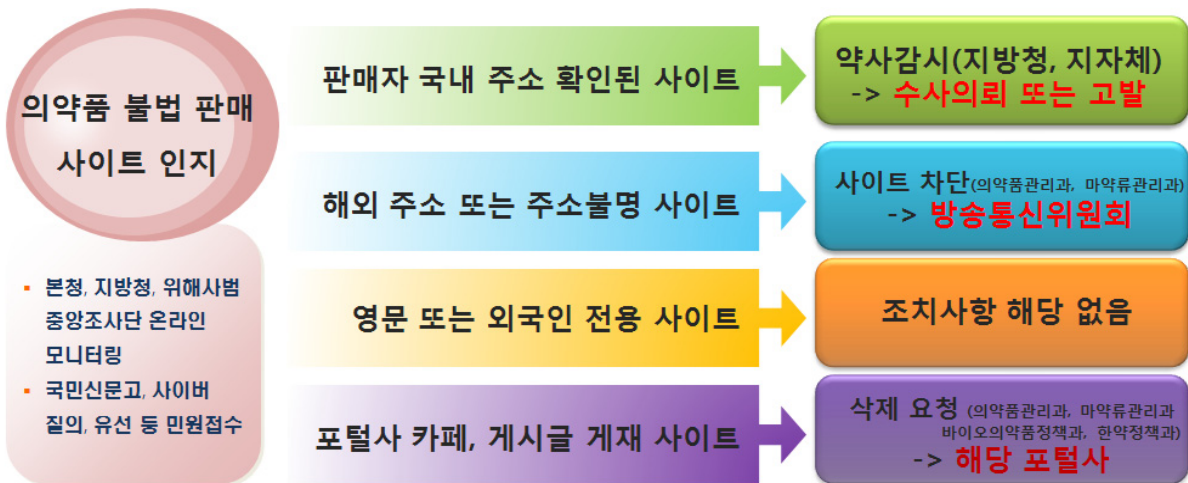 의약품 불법 판매
사이트 인지
▪ 본청, 지방청, 위해사범
중앙조사단 온라인
모니터링
▪ 국민신문고, 사이버
질의, 유선 등 민원접수
판매자 국내 주소 확인된 사이트
약사감시(지방청, 지자체)
-> 수사의뢰 또는 고발
해외 주소 또는 주소불명 사이트
사이트 차단(의약품관리과, 마약류관리과)
-> 방송통신위원회
영문 또는 외국인 전용 사이트
조치사항 해당 없음
포털사 카페, 게시글 게재 사이트
삭제 요청 (의약품관리과, 마약류관리과
바이오의약품정책과, 한약정책과)
-> 해당 포털사